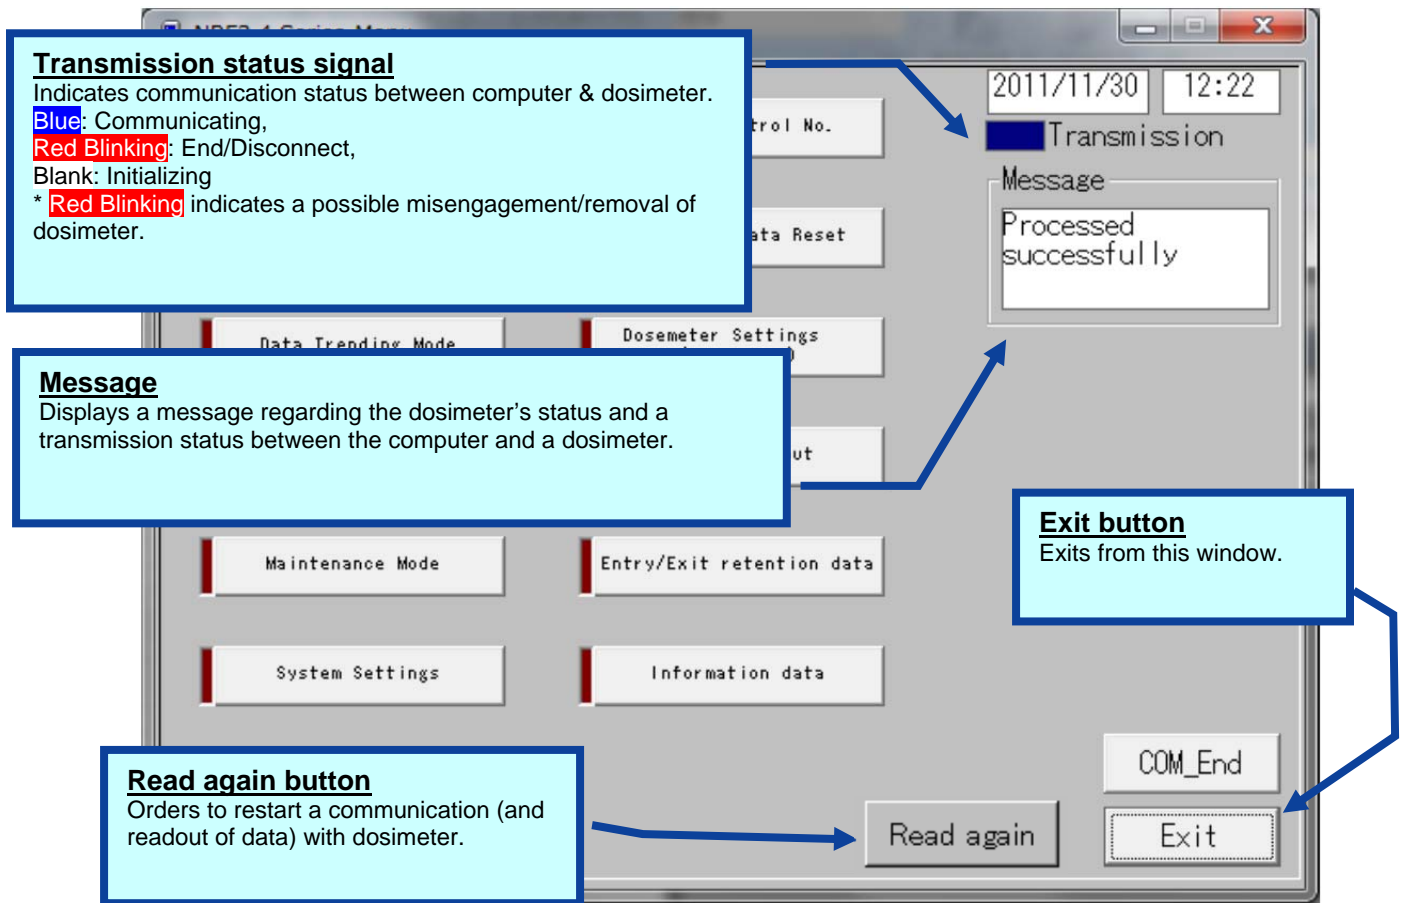 Transmission status signal
Indicates communication status between computer & dosimeter.
Blue: Communicating,
Red Blinking: End/Disconnect,
Blank: Initializing
* Red Blinking indicates a possible misengagement/removal of
dosimeter.
2011/11/30 12:22
Transmission
Message
Processed
successfully
trol No.
ata Reset
Data Trending Mode
Dosemeter Settings
Message
Displays a message regarding the dosimeter’s status and a
transmission status between the computer and a dosimeter.
ut
Exit button
Exits from this window.
Maintenance Mode
Entry/Exit retention data
System Settings
Information data
Read again button
Orders to restart a communication (and
readout of data) with dosimeter.
COM_End
Read again
Exit